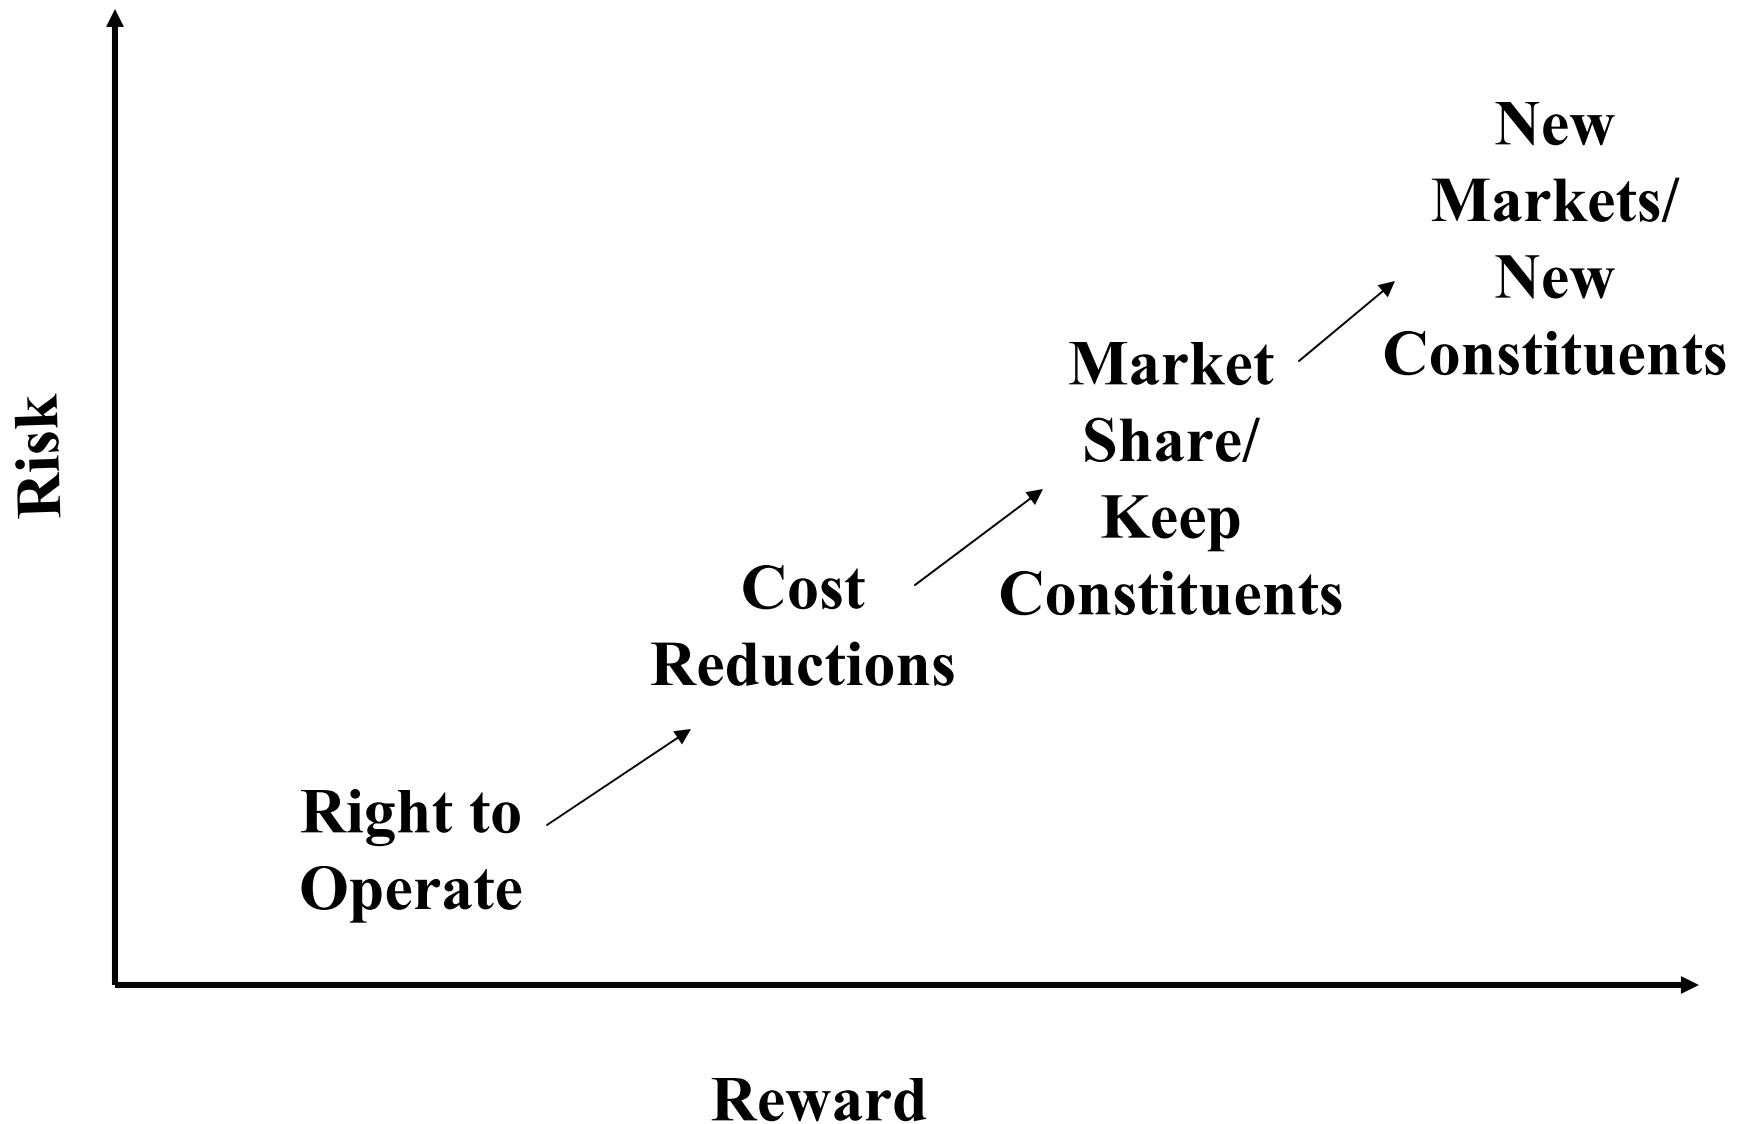 New
Markets/
New
Constituents
Market
Share/
Keep
Constituents
Risk
Cost
Reductions
Right to
Operate
Reward